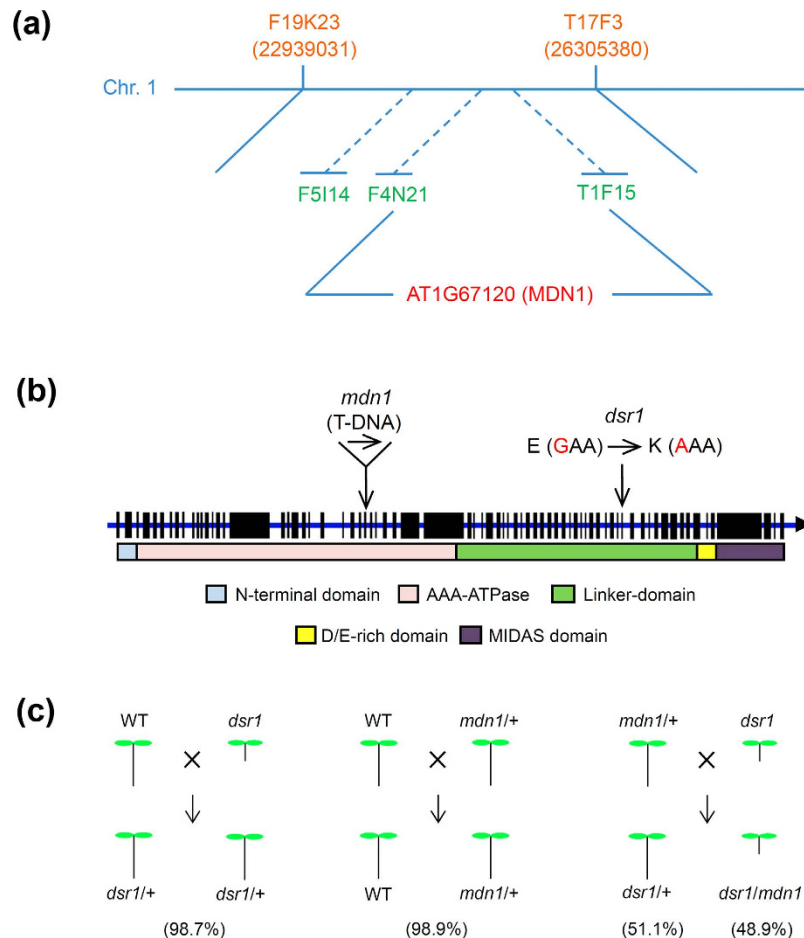 (a)
F19K23
(22939031)
T17F3
(26305380)
Chr. 1
F5I14
F4N21
T1F15
AT1G67120 (MDN1)
(b)
mdn1
(T-DNA)
dsr1
E (GAA)
K (AAA)
N-terminal domain
AAA-ATPase
Linker-domain
D/E-rich domain
MIDAS domain
(c)
WT
dsr1
WT
mdn1/+
mdn1/+
dsr1
dsr1/+
dsr1/+
WT
mdn1/+
dsr1/+
dsr1/mdn1
(98.7%)
(98.9%)
(51.1%)
(48.9%)